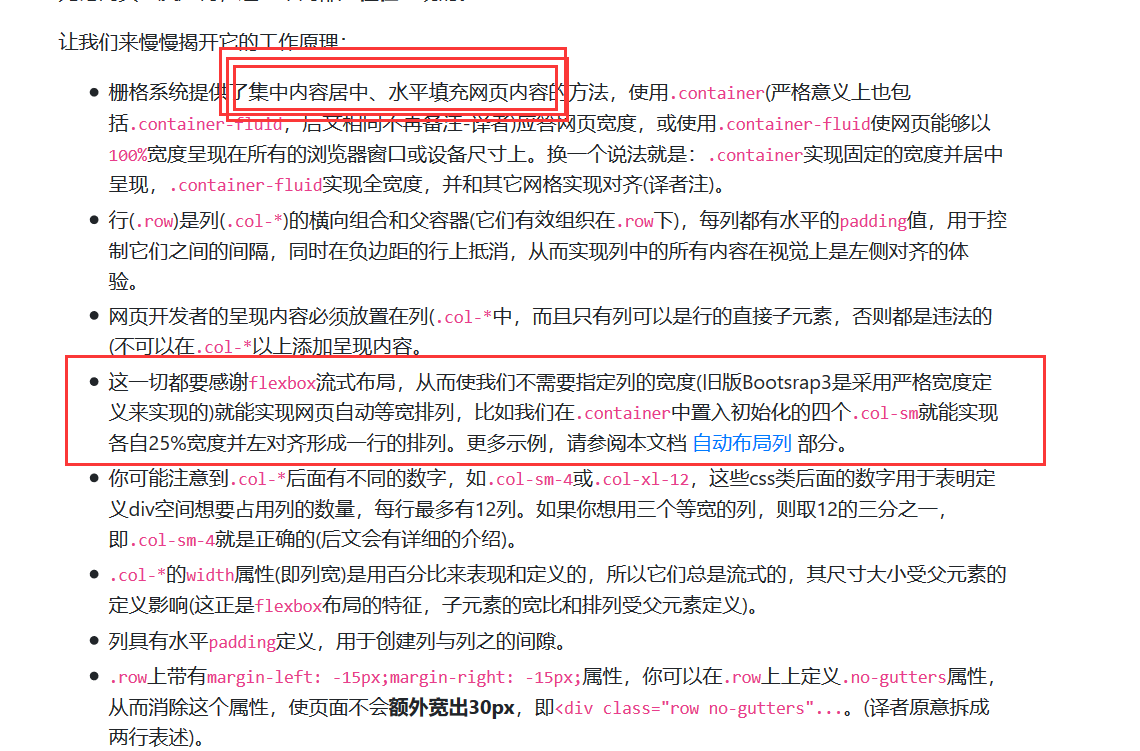 让我们来慢慢揭开它的工作原理：
● 栅格系统提供了集中内容居中、水平填充网页内容的方法，使用.container(严格意义上也包
括.container-fluid，后文相同不再备注-译者)应答网页宽度，或使用.container-fluid使网页能够以
100%宽度呈现在所有的浏览器窗口或设备尺寸上。换一个说法就是：.container实现固定的宽度并居中
呈现，.container-fluid实现全宽度，并和其它网格实现对齐(译者注)。
● 行(.row)是列(.col-*)的横向组合和父容器(它们有效组织在.row下)，每列都有水平的padding值，用于控
制它们之间的间隔，同时在负边距的行上抵消，从而实现列中的所有内容在视觉上是左侧对齐的体
验。
● 网页开发者的呈现内容必须放置在列(.col-*中，而且只有列可以是行的直接子元素，否则都是违法的
(不可以在.col-*以上添加呈现内容。
● 这一切都要感谢flexbox流式布局，从而使我们不需要指定列的宽度(旧版Bootsrap3是采用严格宽度定
义来实现的)就能实现网页自动等宽排列，比如我们在.container中置入初始化的四个.col-sm就能实现
各自25%宽度并左对齐形成一行的排列。更多示例，请参阅本文档 自动布局列 部分。
● 你可能注意到.col-*后面有不同的数字，如.col-sm-4或.col-xl-12，这些css类后面的数字用于表明定
义div空间想要占用列的数量，每行最多有12列。如果你想用三个等宽的列，则取12的三分之一，
即.col-sm-4就是正确的(后文会有详细的介绍)。
● .col-*的width属性(即列宽)是用百分比来表现和定义的，所以它们总是流式的，其尺寸大小受父元素的
定义影响(这正是flexbox布局的特征，子元素的宽比和排列受父元素定义)。
● 列具有水平padding定义，用于创建列与列之的间隙。
● .row上带有margin-left: -15px;margin-right: -15px;属性，你可以在.row上上定义.no-gutters属性，
从而消除这个属性，使页面不会额外宽出30px，即<div class="row no-gutters"...。(译者原意拆成
两行表述)。